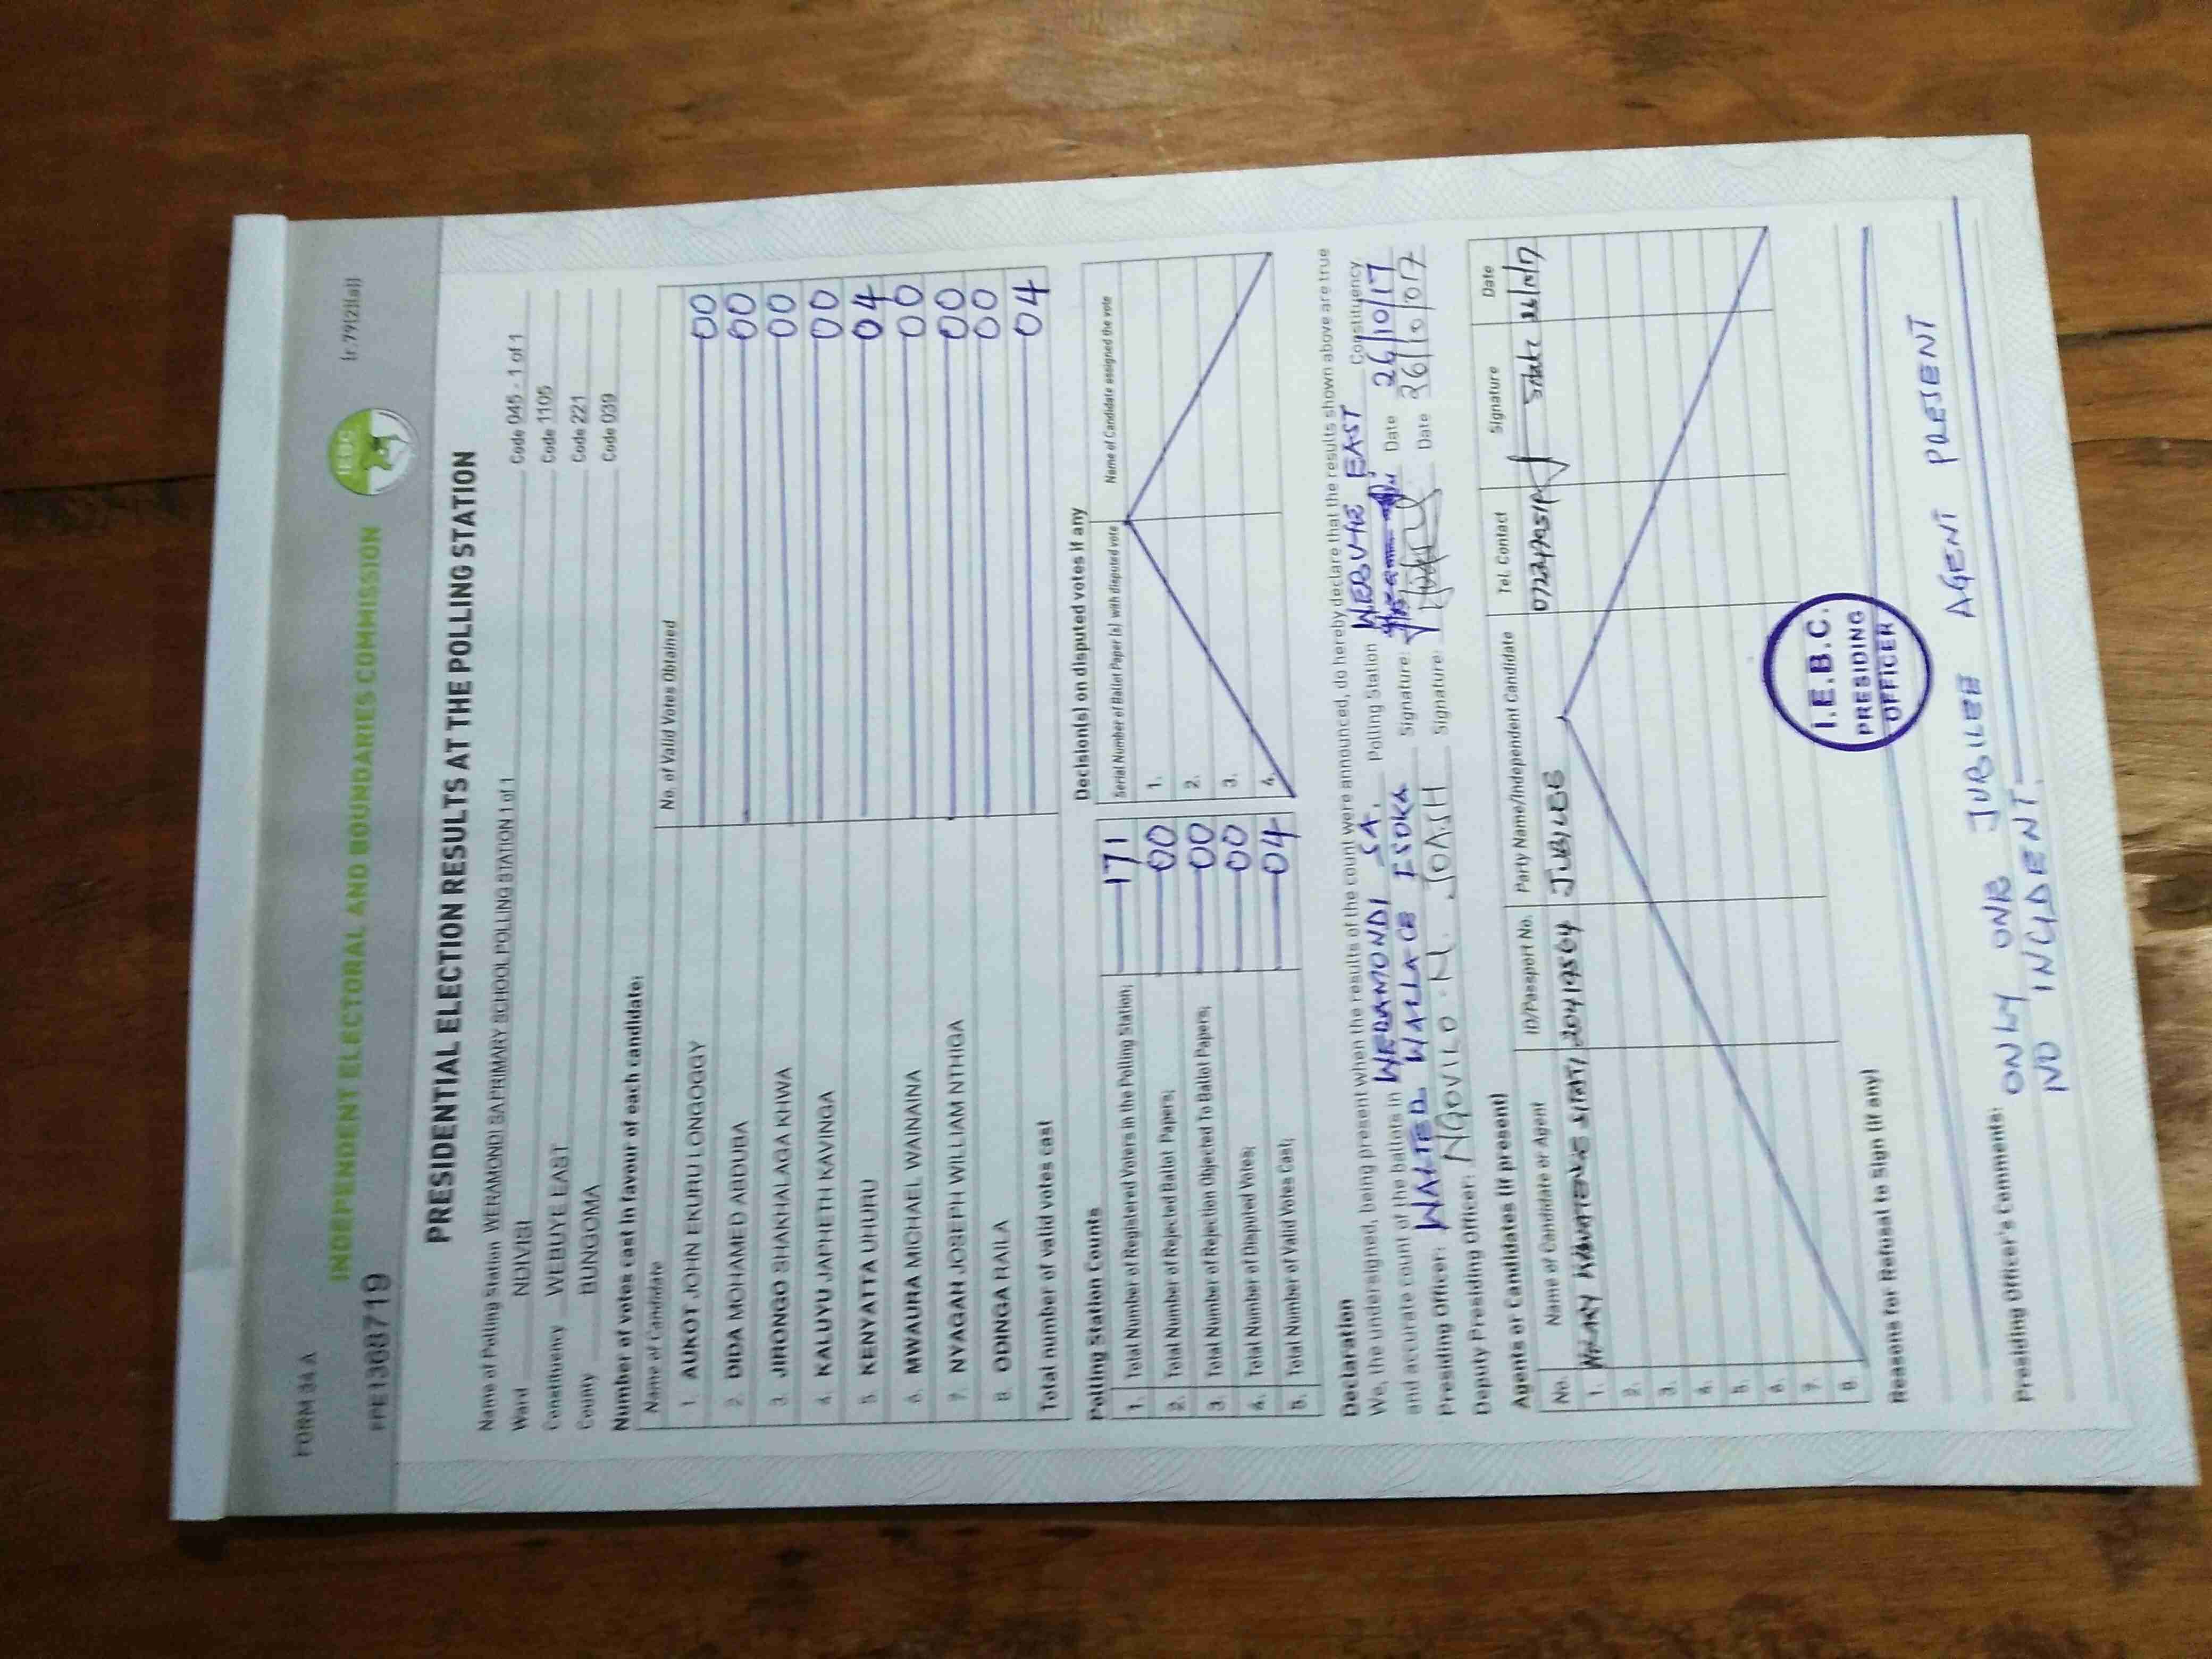 FORM 34 A
(r.79(2)(a))
INDEPENDENT ELECTORAL AND BOUNDARIES COMMISSION
IEBC
PRESIDENTIAL ELECTION RESULTS AT THE POLLING STATION
Name of Polling Station WERAMONDI SA PRIMARY SCHOOL POLLING STATION 1 of 1 Code 045 - 1 of 1
Ward NDIVISI Code 1105
Constituency WEBUYE EAST Code 221
County BUNGOMA Code 039
Number of votes cast in favour of each candidate:
Name of Candidate No. of Valid Votes Obtained
1. AUKOT JOHN EKURU LONGOGGY 00
2. DIDA MOHAMED ABDUBA 00
3. JIRONGO SHAKHALAGA KHWA 00
4. KALUYU JAPHETH KAVINGA 00
5. KENYATTA UHURU 04
6. MWAURA MICHAEL WAINAINA 00
7. NYAGAH JOSEPH WILLIAM NTHIGA 00
8. ODINGA RAILA 00
Total number of valid votes cast 04
Polling Station Counts
1. Total Number of Registered Voters in the Polling Station; 171
2. Total Number of Rejected Ballot Papers; 00
3. Total Number of Rejection Objected To Ballot Papers; 00
4. Total Number of Disputed Votes; 00
5. Total Number of Valid Votes Cast; 04
Decision(s) on disputed votes if any
Serial Number of Ballot Paper (s) with disputed vote Name of Candidate assigned the vote
1.
2.
3.
4.
Declaration
We, the undersigned, being present when the results of the count were announced, do hereby declare that the results shown above are true
and accurate count of the ballots in WERAMONDI SA. Polling Station WEBUYE EAST Constituency
Presiding Officer: WALTER WALLACE Signature: Date 26/10/17
Deputy Presiding Officer: JOASH Signature: Date 26/10/017
Agents or Candidates (if present)
No. Name of Candidate or Agent ID/Passport No. Party Name/Independent Candidate Tel. Contact Signature Date
1. JUBILEE 26/10/17
2.
3.
4.
5.
6.
7.
8.
Reasons for Refusal to Sign (if any)
I.E.B.C.
PRESIDING
OFFICER
Presiding Officer's Comments: ONLY ONE JUBILEE AGENT PRESENT
NO INCIDENT.